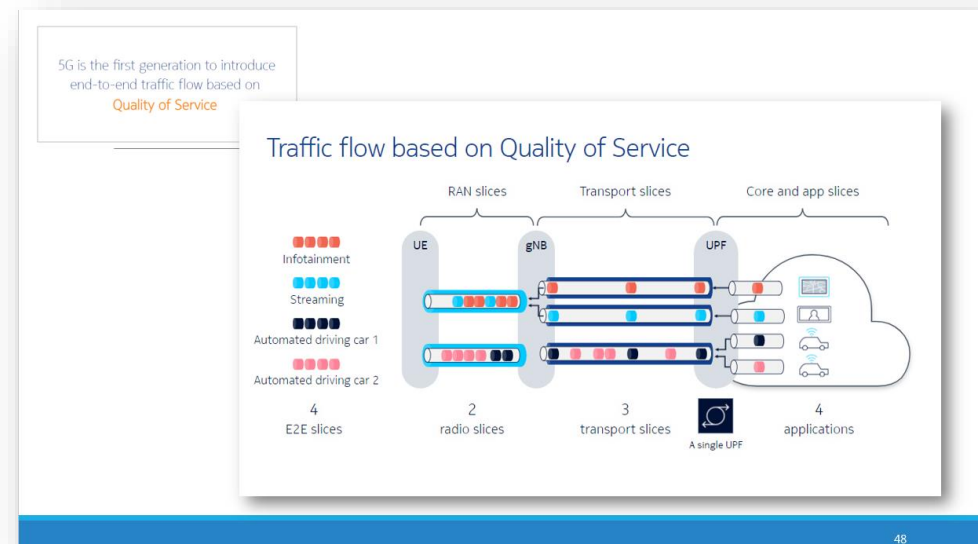 5G is the first generation to introduce
end-to-end traffic flow based on
Quality of Service
Traffic flow based on Quality of Service
RAN slices
Transport slices
Core and app slices
UE
gNB
UPF
Infotainment
Streaming
Automated driving car 1
Automated driving car 2
4
E2E slices
2
radio slices
3
transport slices
A single UPF
4
applications
48